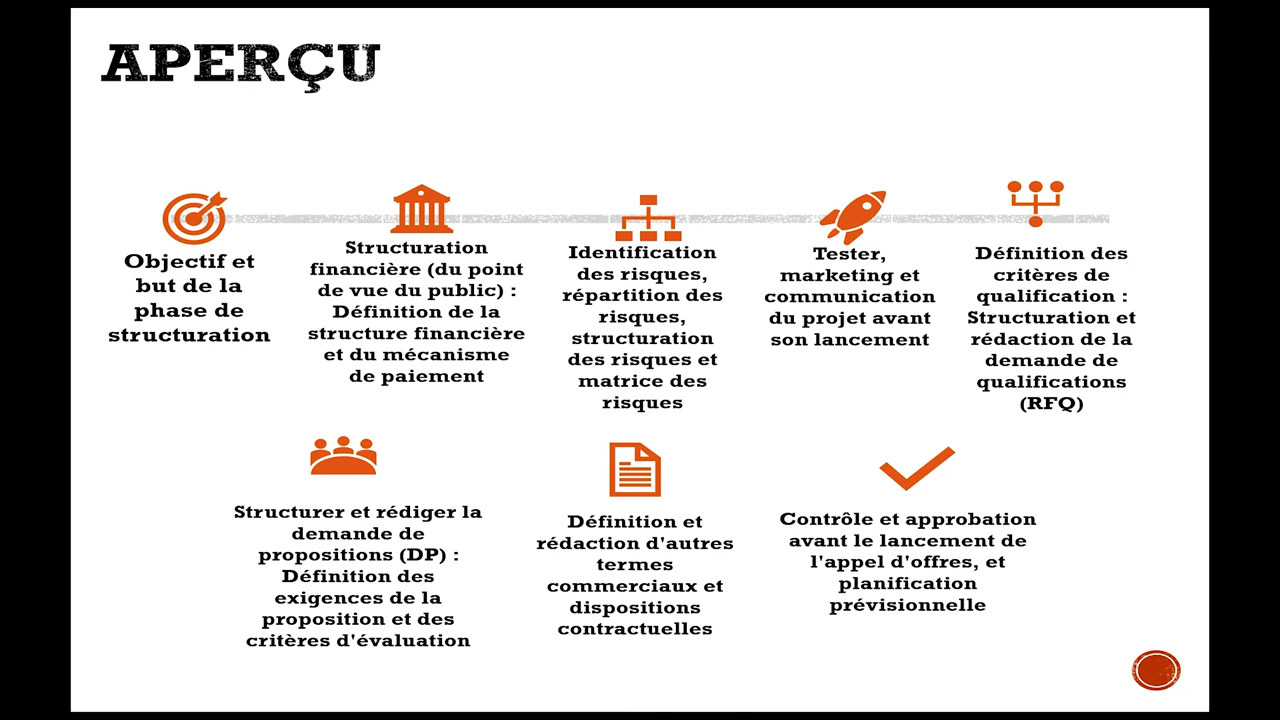 APERÇU
Objectif et
but de la
phase de
structuration
Structuration
financière (du point
de vue du public) :
Définition de la
structure financière
et du mécanisme
de paiement
Identification
des risques,
répartition des
risques,
structuration
des risques et
matrice des
risques
Tester,
marketing et
communication
du projet avant
son lancement
Définition des
critères de
qualification :
Structuration et
rédaction de la
demande de
qualifications
(RFQ)
Structurer et rédiger la
demande de
propositions (DP) :
Définition des
exigences de la
proposition et des
critères d'évaluation
Définition et
rédaction d'autres
termes
commerciaux et
dispositions
contractuelles
Contrôle et approbation
avant le lancement de
l'appel d'offres, et
planification
prévisionnelle